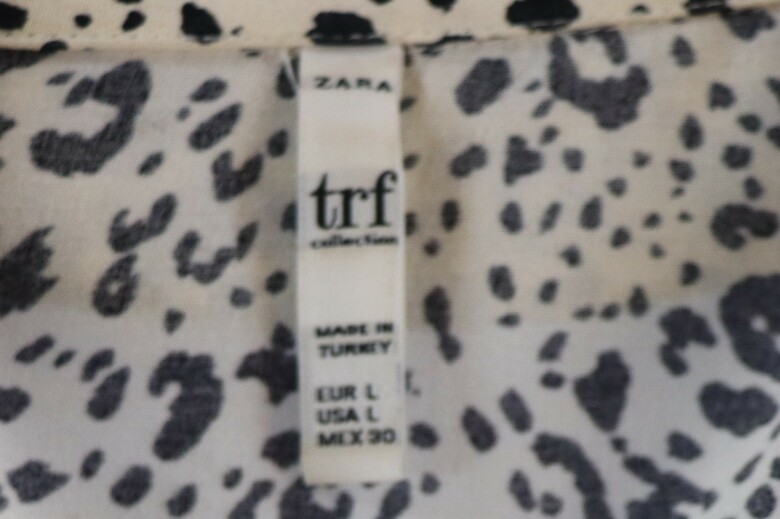 ZARA
trf
collection
MADE IN
TURKEY
EUR L
USA L
MEX 30